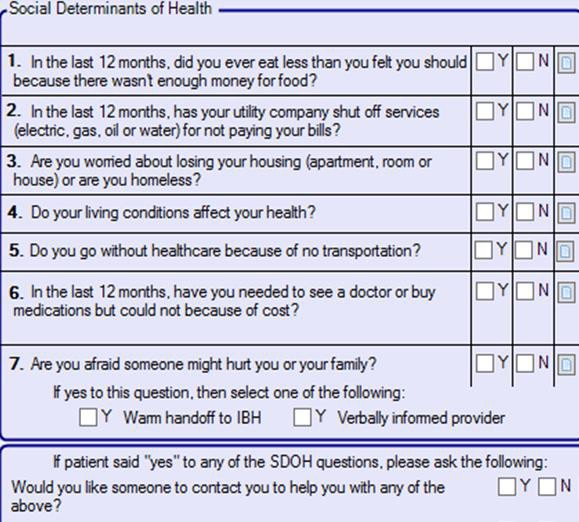 Social Determinants of Health
1. In the last 12 months, did you ever eat less than you felt you should Y N
because there wasn't enough money for food?
2. In the last 12 months, has your utility company shut off services Y N
(electric, gas, oil or water) for not paying your bills?
3. Are you worried about losing your housing (apartment, room or Y N
house) or are you homeless?
4. Do your living conditions affect your health? Y N
5. Do you go without healthcare because of no transportation? Y N
6. In the last 12 months, have you needed to see a doctor or buy Y N
medications but could not because of cost?
7. Are you afraid someone might hurt you or your family? Y N
If yes to this question, then select one of the following:
Y Warm handoff to IBH Y Verbally informed provider
If patient said "yes" to any of the SDOH questions, please ask the following:
Would you like someone to contact you to help you with any of the Y N
above?